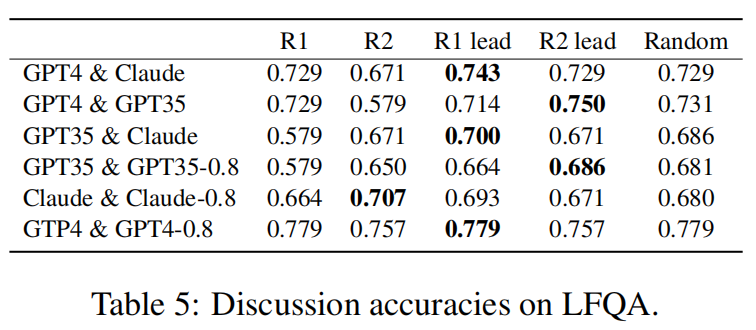 R1 R2 R1 lead R2 lead Random
GPT4 & Claude 0.729 0.671 0.743 0.729 0.729
GPT4 & GPT35 0.729 0.579 0.714 0.750 0.731
GPT35 & Claude 0.579 0.671 0.700 0.671 0.686
GPT35 & GPT35-0.8 0.579 0.650 0.664 0.686 0.681
Claude & Claude-0.8 0.664 0.707 0.693 0.671 0.680
GTP4 & GPT4-0.8 0.779 0.757 0.779 0.757 0.779
Table 5: Discussion accuracies on LFQA.